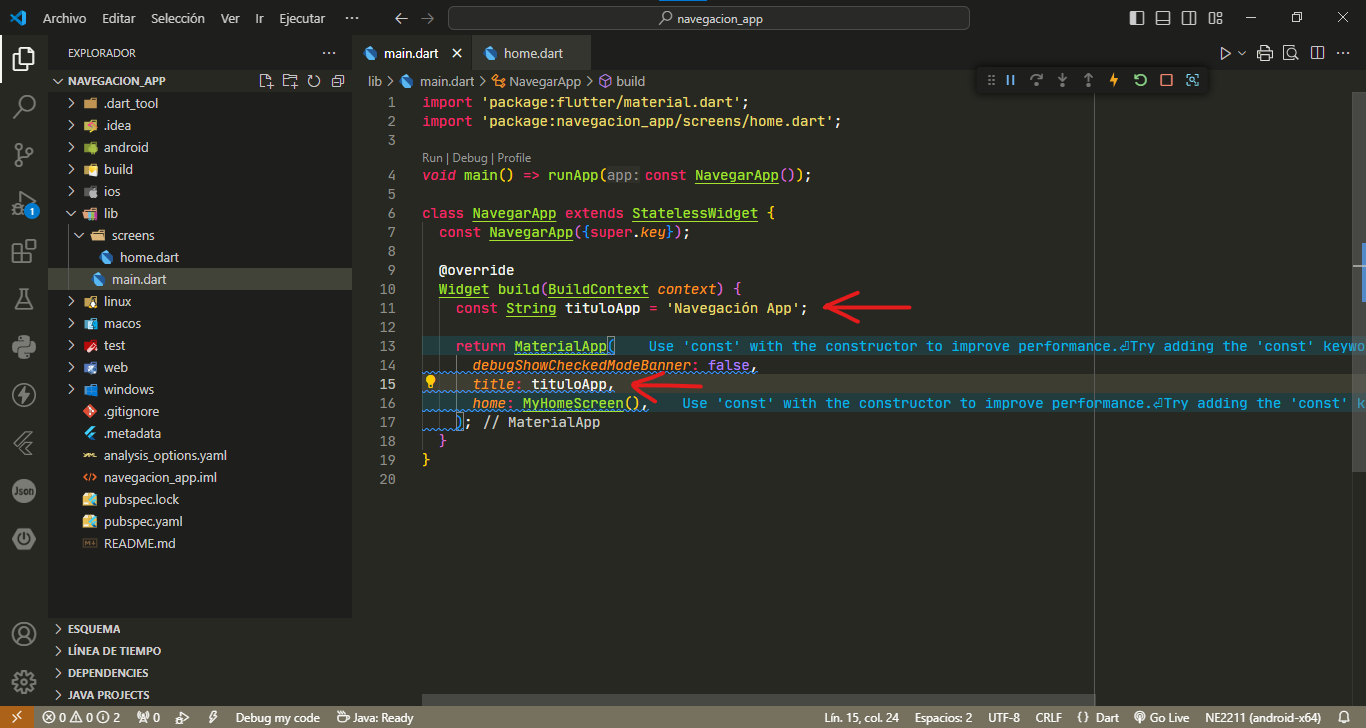 Archivo Editar Selección Ver Ir Ejecutar ··· navegacion_app
EXPLORADOR
NAVEGACION_APP
.dart_tool
.idea
android
build
ios
lib
screens
home.dart
main.dart
linux
macos
test
web
windows
.gitignore
.metadata
analysis_options.yaml
navegacion_app.iml
pubspec.lock
pubspec.yaml
README.md
ESQUEMA
LÍNEA DE TIEMPO
DEPENDENCIES
JAVA PROJECTS
1
Json
main.dart home.dart
lib > main.dart > NavegarApp > build
1 import 'package:flutter/material.dart';
2 import 'package:navegacion_app/screens/home.dart';
3
Run | Debug | Profile
4 void main() => runApp(app: const NavegarApp());
5
6 class NavegarApp extends StatelessWidget {
7 const NavegarApp({super.key});
8
9 @override
10 Widget build(BuildContext context) {
11 const String tituloApp = 'Navegación App';
12
13 return MaterialApp( Use 'const' with the constructor to improve performance.⏎Try adding the 'const' keywo
14 debugShowCheckedModeBanner: false,
15 title: tituloApp,
16 home: MyHomeScreen(), Use 'const' with the constructor to improve performance.⏎Try adding the 'const' k
17 ); // MaterialApp
18 }
19 }
20
0 0 2 0 Debug my code Java: Ready Lín. 15, col. 24 Espacios: 2 UTF-8 CRLF {} Dart Go Live NE2211 (android-x64)